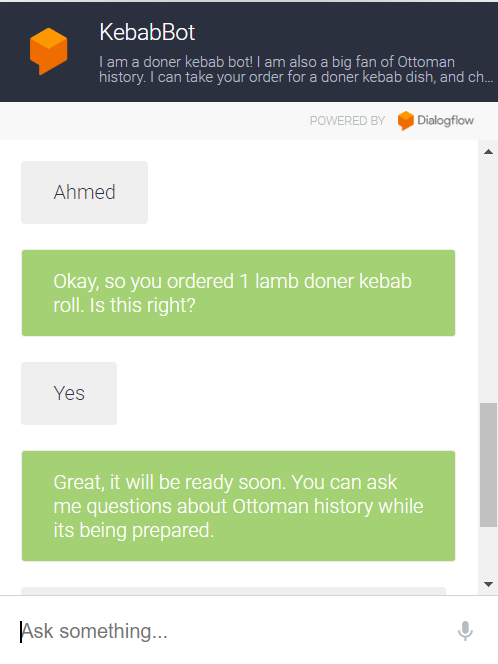 KebabBot
I am a doner kebab bot! I am also a big fan of Ottoman
history. I can take your order for a doner kebab dish, and ch...
POWERED BY Dialogflow
Ahmed
Okay, so you ordered 1 lamb doner kebab
roll. Is this right?
Yes
Great, it will be ready soon. You can ask
me questions about Ottoman history while
its being prepared.
Ask something...